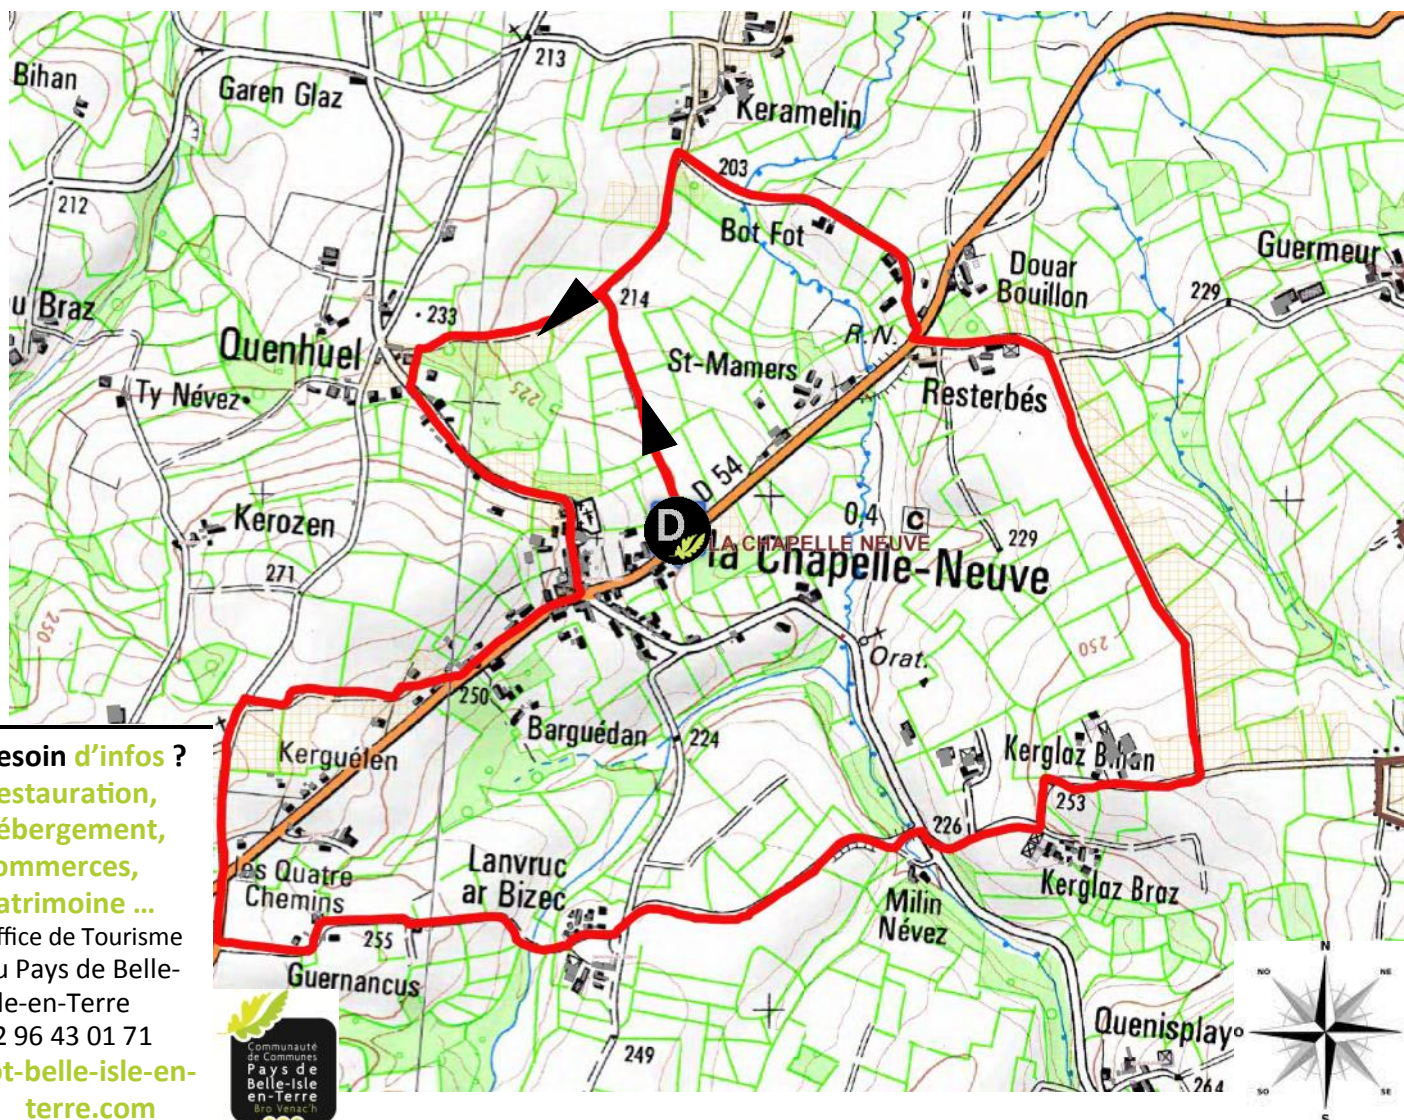 Bihan
Garen Glaz
213
Keramelin
212
203
Bot Fot
Guermeur
Douar
Bouillon
229
u Braz
233
214
R.N.
Quenhuel
St-Mamers
Ty Névez
225
Resterbés
D 54
Kerozen
0.4
C
D
LA CHAPELLE NEUVE
la Chapelle-Neuve
229
271
250
Orat.
250
250
Barguédan
224
Kerguélen
Kerglaz Bihan
253
226
esoin d'infos ?
estauration,
ébergement,
ommerces,
atrimoine ...
ffice de Tourisme
u Pays de Belle-
le-en-Terre
2 96 43 01 71
ot-belle-isle-en-
terre.com
es Quatre
Chemins
Lanvruc
ar Bizec
Kerglaz Braz
Milin
Névez
255
Guernancus
249
Quenisplay
264
Communauté
de Communes
Pays de
Belle-Isle
en-Terre
Bro Venac'h
N
NO
NE
SO
SE
S